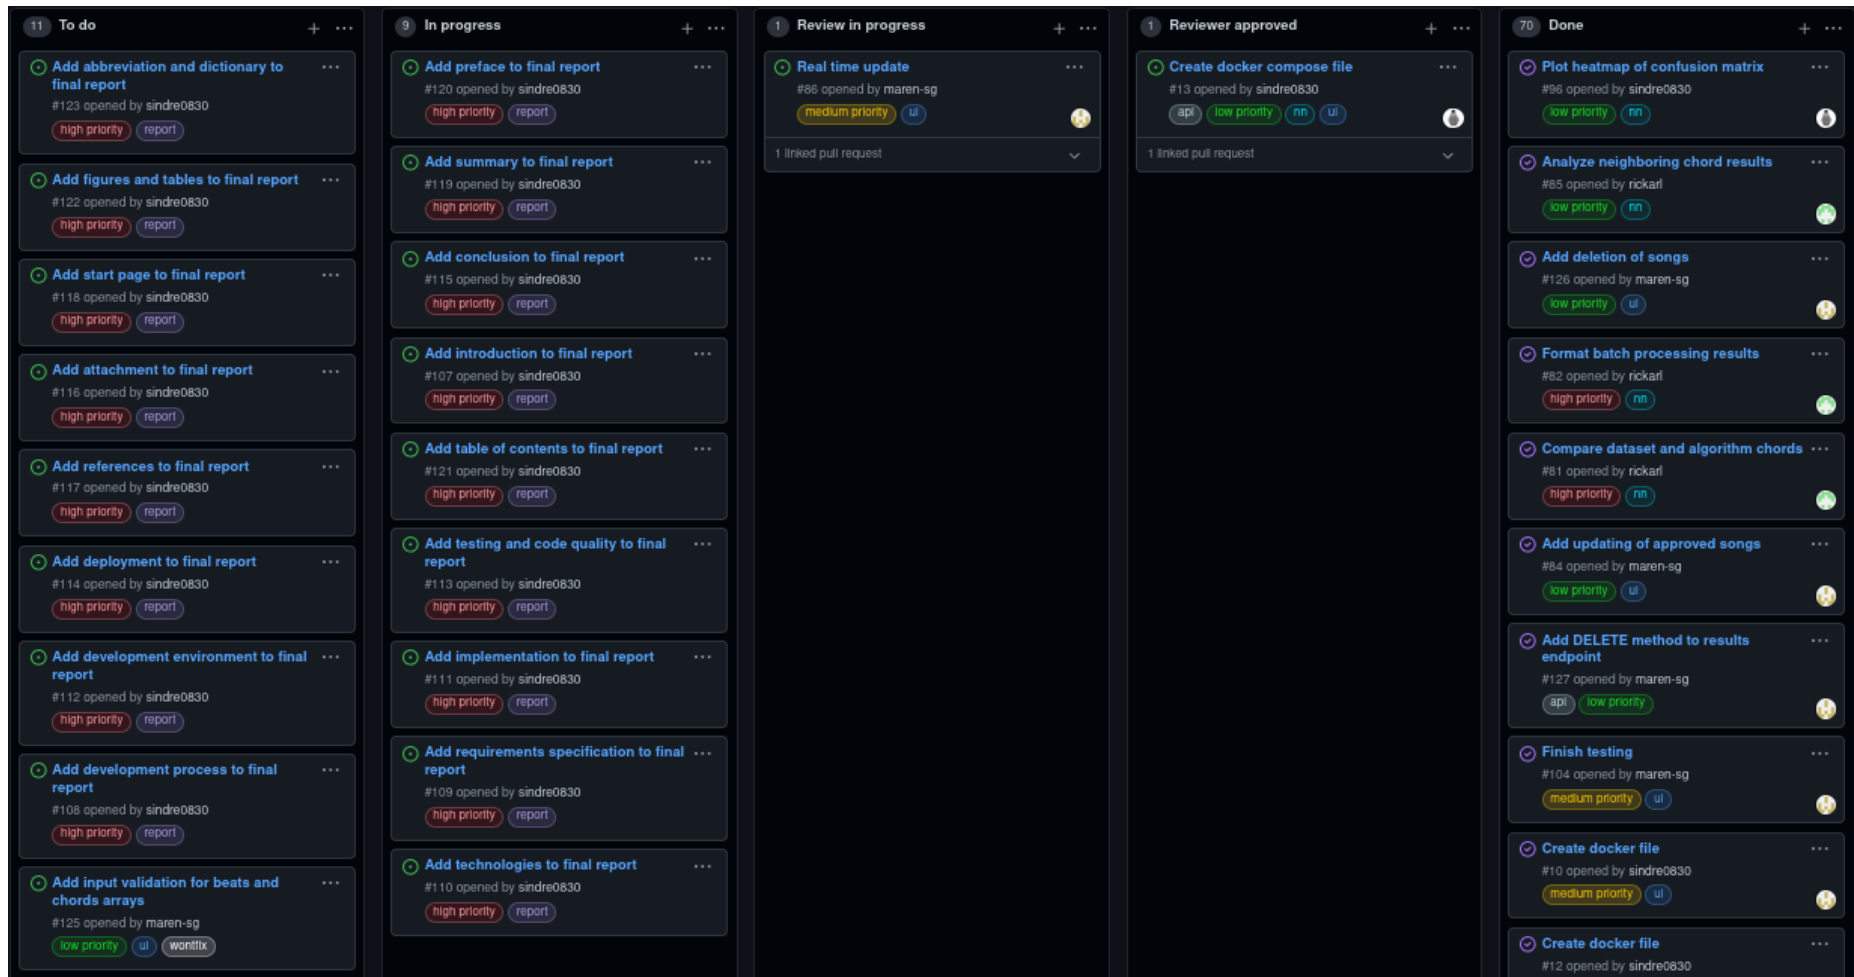 11 To do
Add abbreviation and dictionary to
final report
#123 opened by sindre0830
high priority report
Add figures and tables to final report
#122 opened by sindre0830
high priority report
Add start page to final report
#118 opened by sindre0830
high priority report
Add attachment to final report
#116 opened by sindre0830
high priority report
Add references to final report
#117 opened by sindre0830
high priority report
Add deployment to final report
#114 opened by sindre0830
high priority report
Add development environment to final
report
#112 opened by sindre0830
high priority report
Add development process to final
report
#108 opened by sindre0830
high priority report
Add input validation for beats and
chords arrays
#125 opened by maren-sg
low priority ui wontfix
9 In progress
Add preface to final report
#120 opened by sindre0830
high priority report
Add summary to final report
#119 opened by sindre0830
high priority report
Add conclusion to final report
#115 opened by sindre0830
high priority report
Add introduction to final report
#107 opened by sindre0830
high priority report
Add table of contents to final report
#121 opened by sindre0830
high priority report
Add testing and code quality to final
report
#113 opened by sindre0830
high priority report
Add implementation to final report
#111 opened by sindre0830
high priority report
Add requirements specification to final
report
#109 opened by sindre0830
high priority report
Add technologies to final report
#110 opened by sindre0830
high priority report
1 Review in progress
Real time update
#86 opened by maren-sg
medium priority ui
1 linked pull request
1 Reviewer approved
Create docker compose file
#13 opened by sindre0830
api low priority nn ui
1 linked pull request
70 Done
Plot heatmap of confusion matrix
#96 opened by sindre0830
low priority nn
Analyze neighboring chord results
#85 opened by rickarl
low priority nn
Add deletion of songs
#126 opened by maren-sg
low priority ui
Format batch processing results
#82 opened by rickarl
high priority nn
Compare dataset and algorithm chords
#81 opened by rickarl
high priority nn
Add updating of approved songs
#84 opened by maren-sg
low priority ui
Add DELETE method to results
endpoint
#127 opened by maren-sg
api low priority
Finish testing
#104 opened by maren-sg
medium priority ui
Create docker file
#10 opened by sindre0830
medium priority ui
Create docker file
#12 opened by sindre0830